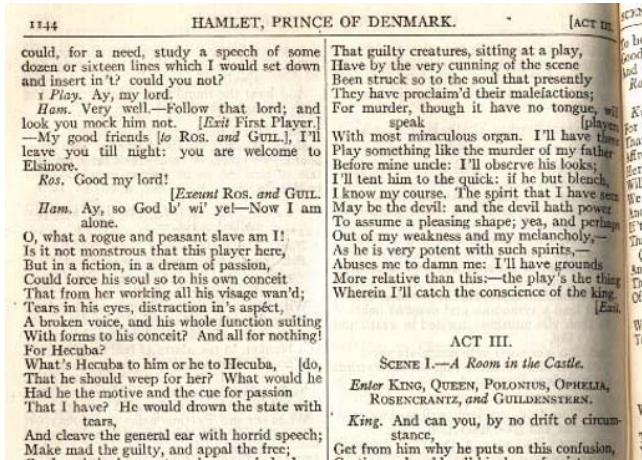 1144
HAMLET, PRINCE OF DENMARK.
[ACT III.
could, for a need, study a speech of some
dozen or sixteen lines which I would set down
and insert in't? could you not?
1 Play. Ay, my lord.
Ham. Very well.—Follow that lord; and
look you mock him not. [Exit First Player.]
—My good friends [to Ros. and GUIL.], I'll
leave you till night: you are welcome to
Elsinore.
Ros. Good my lord!
[Exeunt Ros. and GUIL.
Ham. Ay, so God b' wi' ye!—Now I am
alone.
O, what a rogue and peasant slave am I!
Is it not monstrous that this player here,
But in a fiction, in a dream of passion,
Could force his soul so to his own conceit
That from her working all his visage wan'd;
Tears in his eyes, distraction in's aspéct,
A broken voice, and his whole function suiting
With forms to his conceit? And all for nothing!
For Hecuba?
What's Hecuba to him or he to Hecuba, [do,
That he should weep for her? What would he
Had he the motive and the cue for passion
That I have? He would drown the state with
tears,
And cleave the general ear with horrid speech;
Make mad the guilty, and appal the free;
That guilty creatures, sitting at a play,
Have by the very cunning of the scene
Been struck so to the soul that presently
They have proclaim'd their malefactions;
For murder, though it have no tongue, will
speak [players
With most miraculous organ. I'll have these
Play something like the murder of my father
Before mine uncle: I'll observe his looks;
I'll tent him to the quick: if he but blench,
I know my course. The spirit that I have seen
May be the devil: and the devil hath power
To assume a pleasing shape; yea, and perhaps
Out of my weakness and my melancholy,—
As he is very potent with such spirits,—
Abuses me to damn me: I'll have grounds
More relative than this:—the play's the thing
Wherein I'll catch the conscience of the king.
[Exit.
ACT III.
SCENE I.—A Room in the Castle.
Enter KING, QUEEN, POLONIUS, OPHELIA,
ROSENCRANTZ, and GUILDENSTERN.
King. And can you, by no drift of circum-
stance,
Get from him why he puts on this confusion,